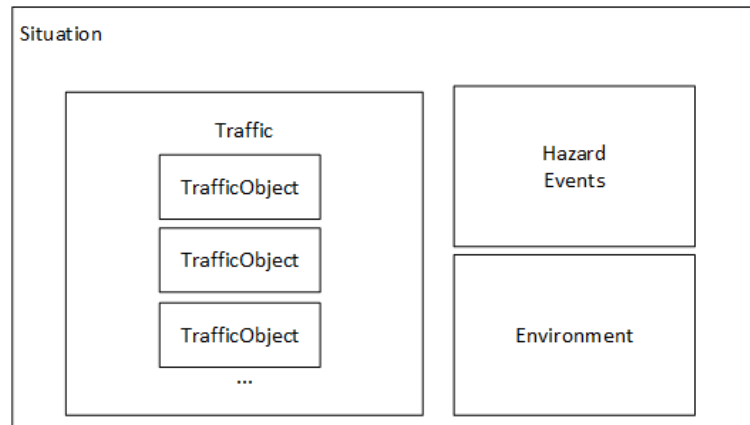 Situation
Traffic
TrafficObject
TrafficObject
TrafficObject
...
Hazard
Events
Environment